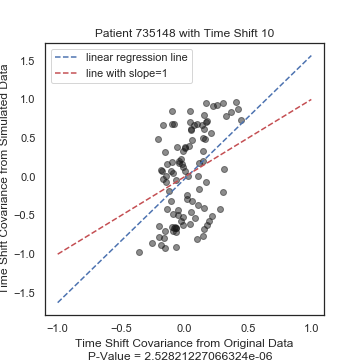 Patient 735148 with Time Shift 10
linear regression line
line with slope=1
Time Shift Covariance from Simulated Data
1.5
1.0
0.5
0.0
−0.5
−1.0
−1.5
−1.0 −0.5 0.0 0.5 1.0
Time Shift Covariance from Original Data
P-Value = 2.52821227066324e-06